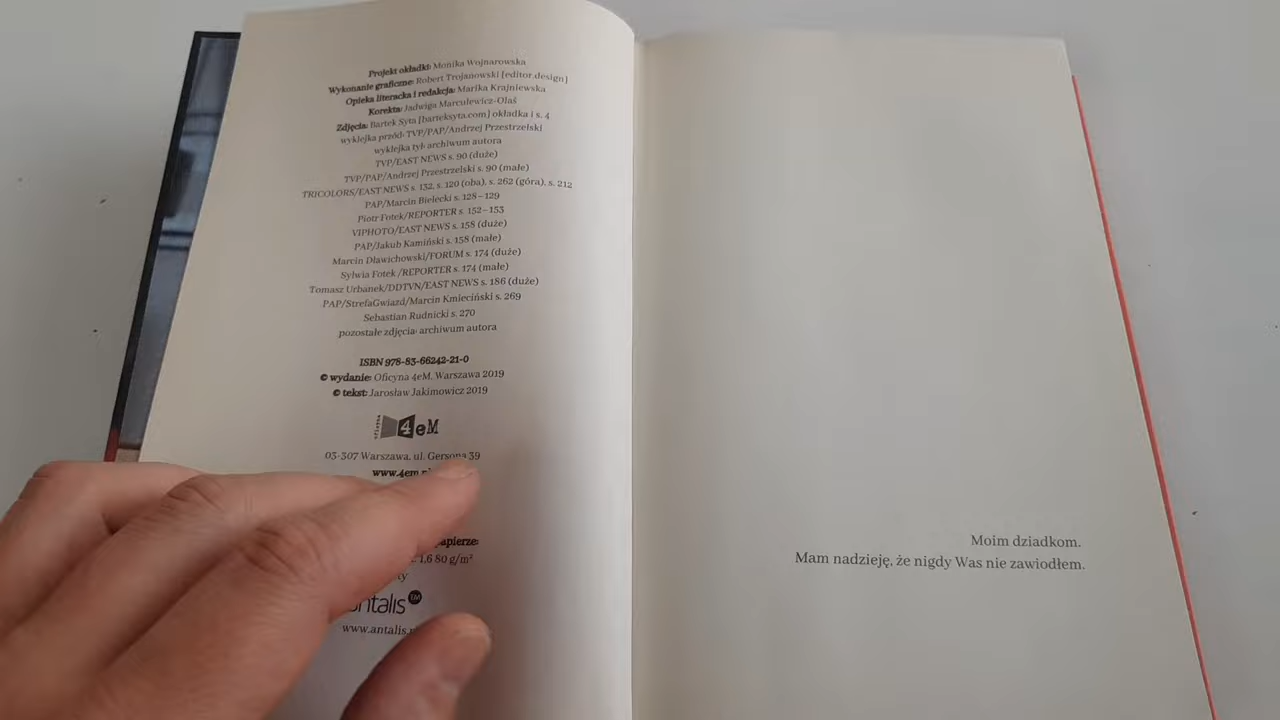 Projekt okładki: Monika Wojnarowska
Wykonanie graficzne: Robert Trojanowski [editor.design]
Opieka literacka i redakcja: Marika Krajniewska
Korekta: Jadwiga Marculewicz-Olaś
Zdjęcia: Bartek Syta [barteksyta.com] okładka i s. 4
wyklejka przód: TVP/PAP/Andrzej Przestrzelski
wyklejka tył: archiwum autora
TVP/EAST NEWS s. 90 (duże)
TVP/PAP/Andrzej Przestrzelski s. 90 (małe)
TRICOLORS/EAST NEWS s. 132, s. 120 (oba), s. 262 (góra), s. 212
PAP/Marcin Bielecki s. 128–129
Piotr Fotek/REPORTER s. 152–153
VIPHOTO/EAST NEWS s. 158 (duże)
PAP/Jakub Kamiński s. 158 (małe)
Marcin Dławichowski/FORUM s. 174 (duże)
Sylwia Fotek /REPORTER s. 174 (małe)
Tomasz Urbanek/DDTVN/EAST NEWS s. 186 (duże)
PAP/StrefaGwiazd/Marcin Kmieciński s. 269
Sebastian Rudnicki s. 270
pozostałe zdjęcia: archiwum autora
ISBN 978-83-66242-21-0
© wydanie: Oficyna 4eM, Warszawa 2019
© tekst: Jarosław Jakimowicz 2019
4eM
03-307 Warszawa, ul. Gersona 39
www.4em.p
papierze:
1.6 80 g/m²
antalis TM
www.antalis.
Moim dziadkom.
Mam nadzieję, że nigdy Was nie zawiodłem.